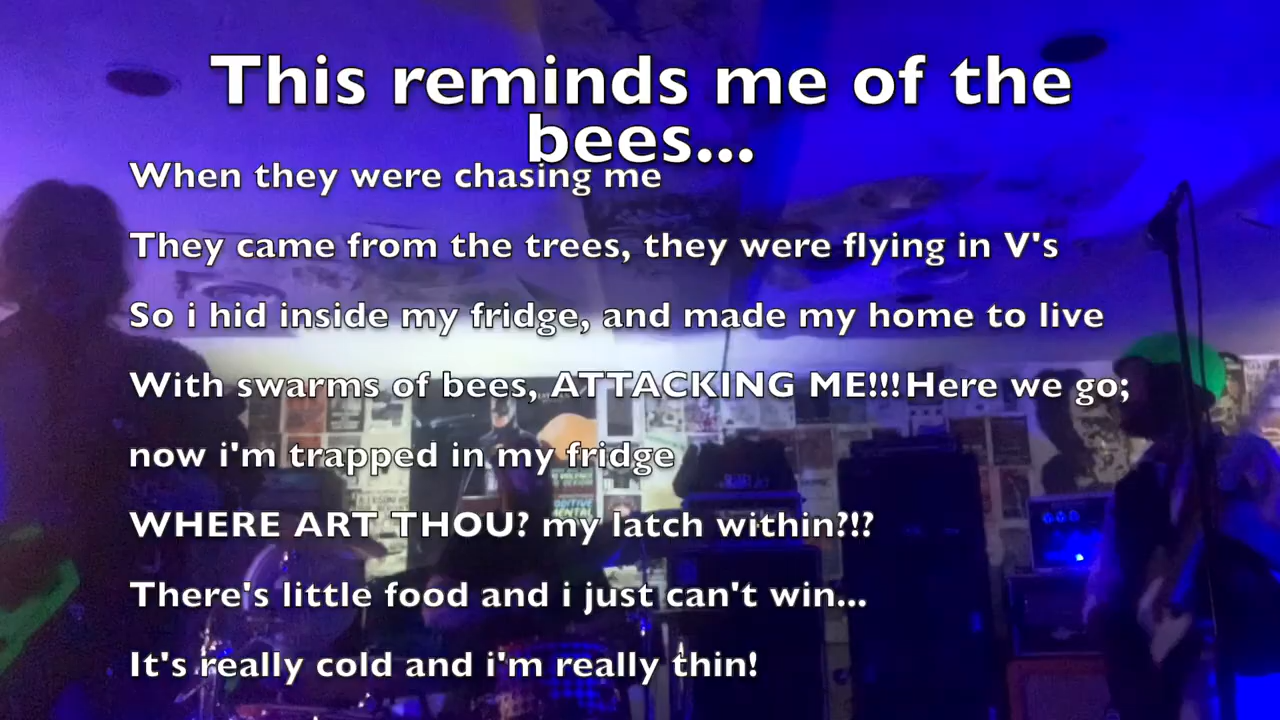 This reminds me of the
bees...
When they were chasing me
They came from the trees, they were flying in V's
So i hid inside my fridge, and made my home to live
With swarms of bees, ATTACKING ME!!!Here we go;
now i'm trapped in my fridge
WHERE ART THOU? my latch within?!?
There's little food and i just can't win...
It's really cold and i'm really thin!